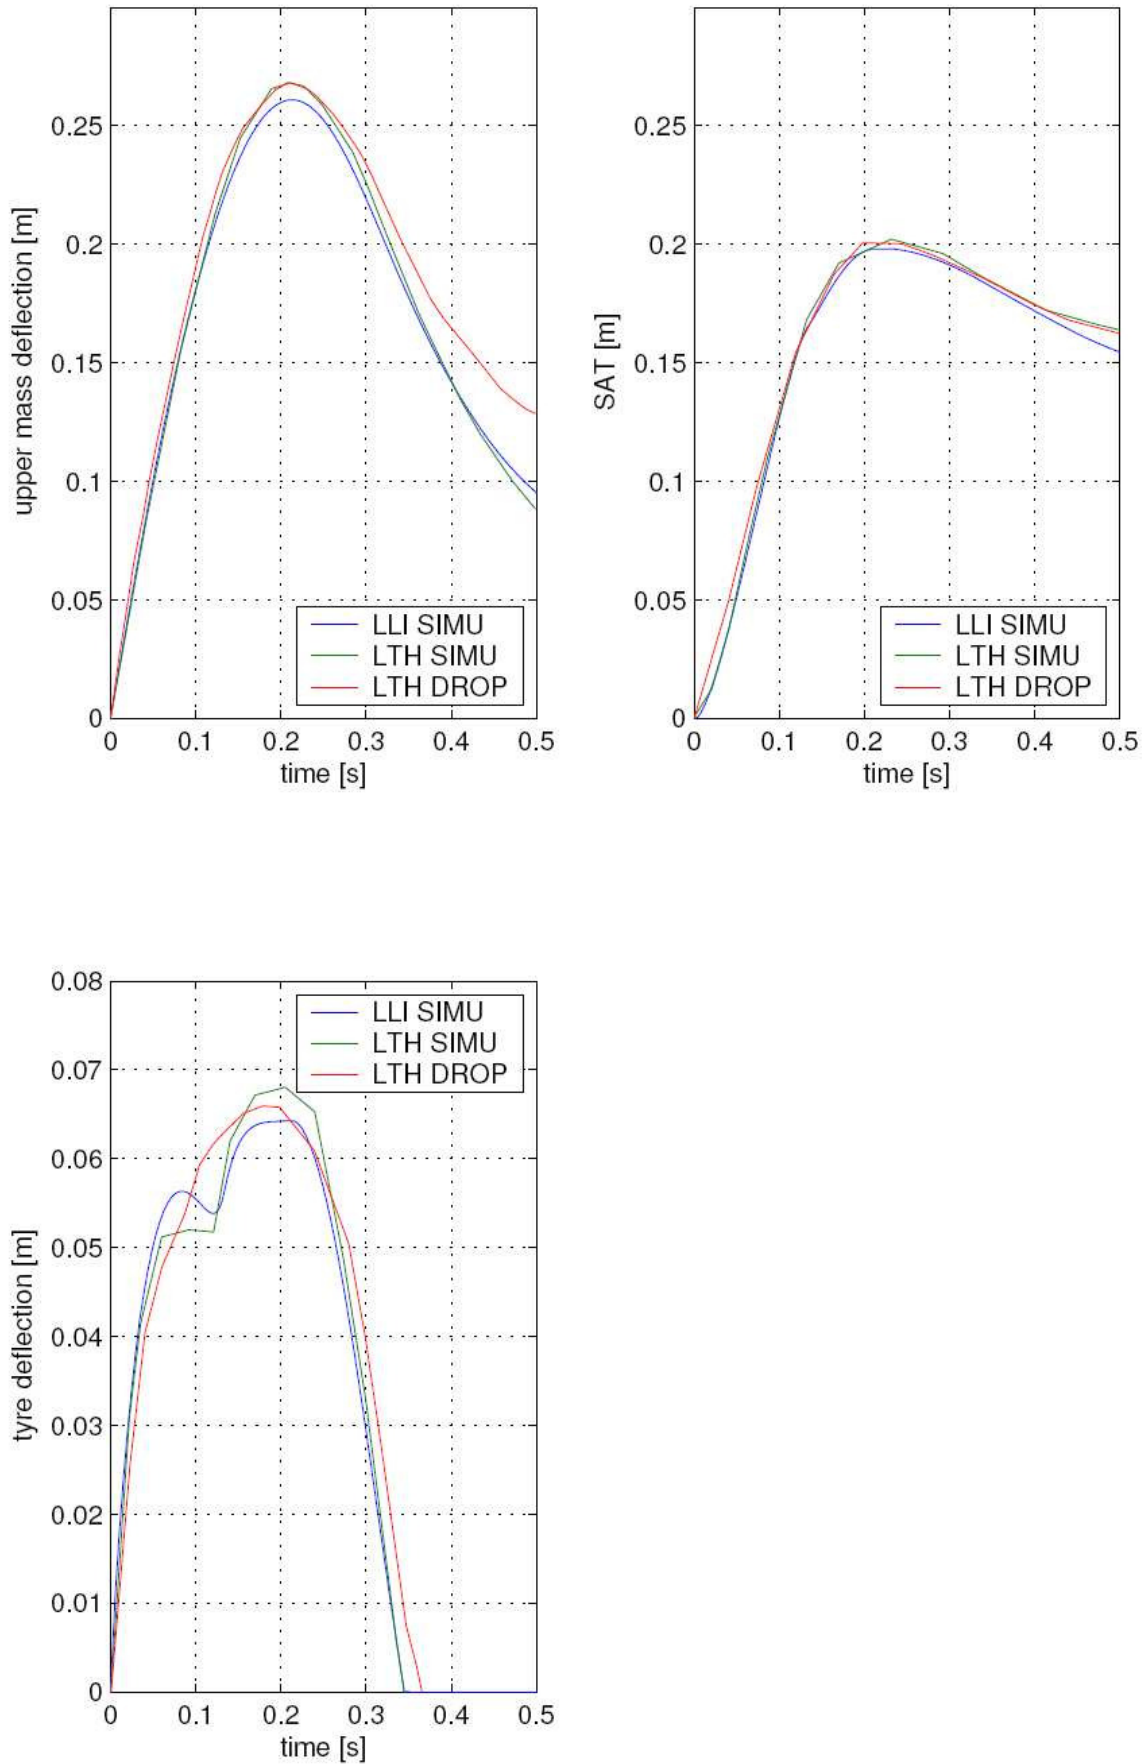 upper mass deflection [m]
0.25
0.2
0.15
0.1
0.05
0
LLI SIMU
LTH SIMU
LTH DROP
0 0.1 0.2 0.3 0.4 0.5
time [s]
SAT [m]
0.25
0.2
0.15
0.1
0.05
0
LLI SIMU
LTH SIMU
LTH DROP
0 0.1 0.2 0.3 0.4 0.5
time [s]
tyre deflection [m]
0.08
0.07
0.06
0.05
0.04
0.03
0.02
0.01
0
LLI SIMU
LTH SIMU
LTH DROP
0 0.1 0.2 0.3 0.4 0.5
time [s]